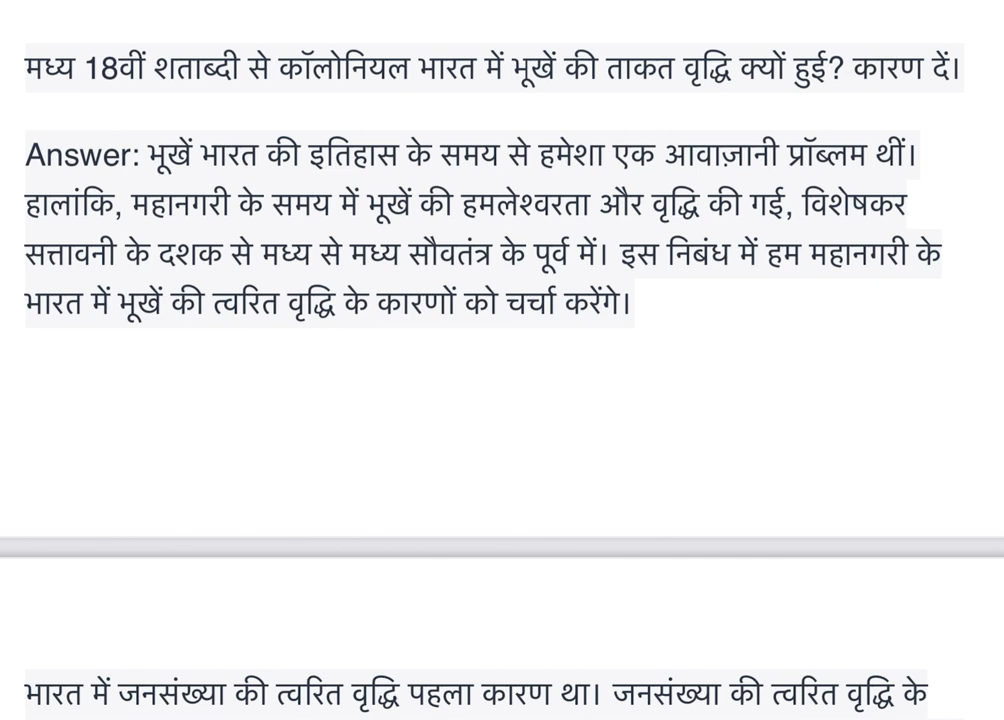 मध्य 18वीं शताब्दी से कॉलोनियल भारत में भूखें की ताकत वृद्धि क्यों हुई? कारण दें।
Answer: भूखें भारत की इतिहास के समय से हमेशा एक आवाज़ानी प्रॉब्लम थीं।
हालांकि, महानगरी के समय में भूखें की हमलेश्वरता और वृद्धि की गई, विशेषकर
सत्तावनी के दशक से मध्य से मध्य सौवतंत्र के पूर्व में। इस निबंध में हम महानगरी के
भारत में भूखें की त्वरित वृद्धि के कारणों को चर्चा करेंगे।
भारत में जनसंख्या की त्वरित वृद्धि पहला कारण था। जनसंख्या की त्वरित वृद्धि के